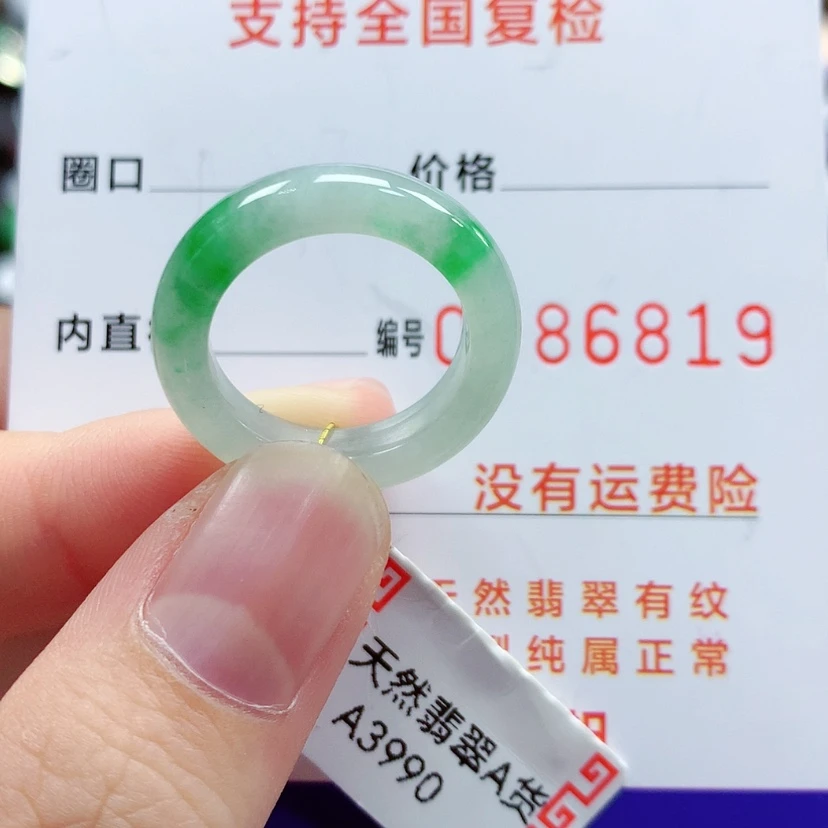 支持全国复检
圈口 价格
内直 编号 86819
没有运费险
然翡翠有纹
纯属正常
天然翡翠A货
A3990